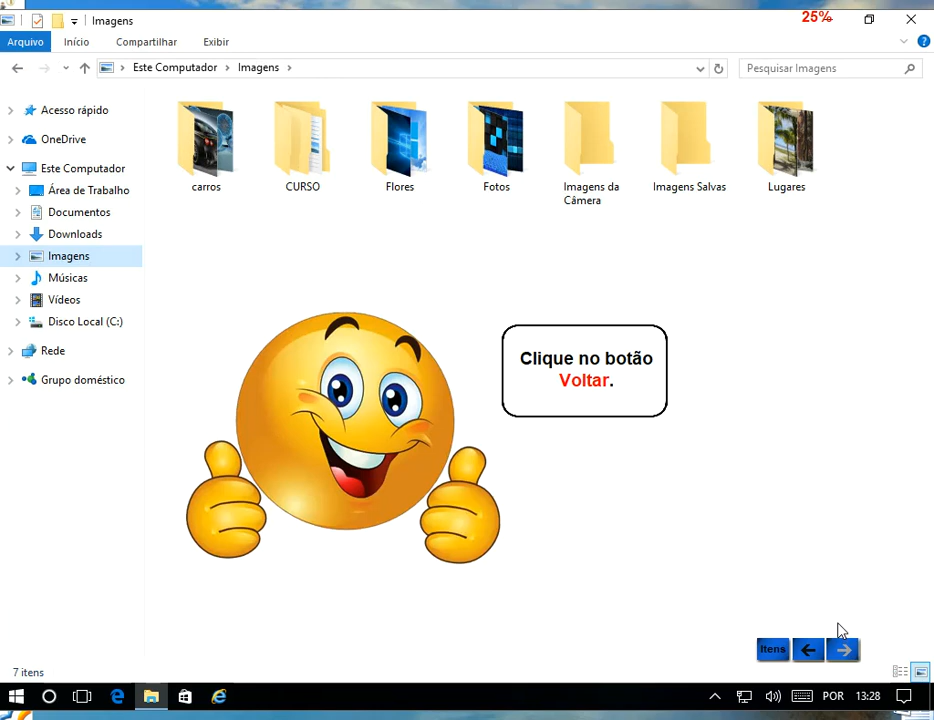 Imagens
25%
Arquivo
Início
Compartilhar
Exibir
Este Computador
Imagens
Pesquisar Imagens
Acesso rápido
OneDrive
Este Computador
Área de Trabalho
Documentos
Downloads
Imagens
Músicas
Vídeos
Disco Local (C:)
Rede
Grupo doméstico
carros
CURSO
Flores
Fotos
Imagens da
Câmera
Imagens Salvas
Lugares
Clique no botão
Voltar.
Itens
7 itens
POR
13:28